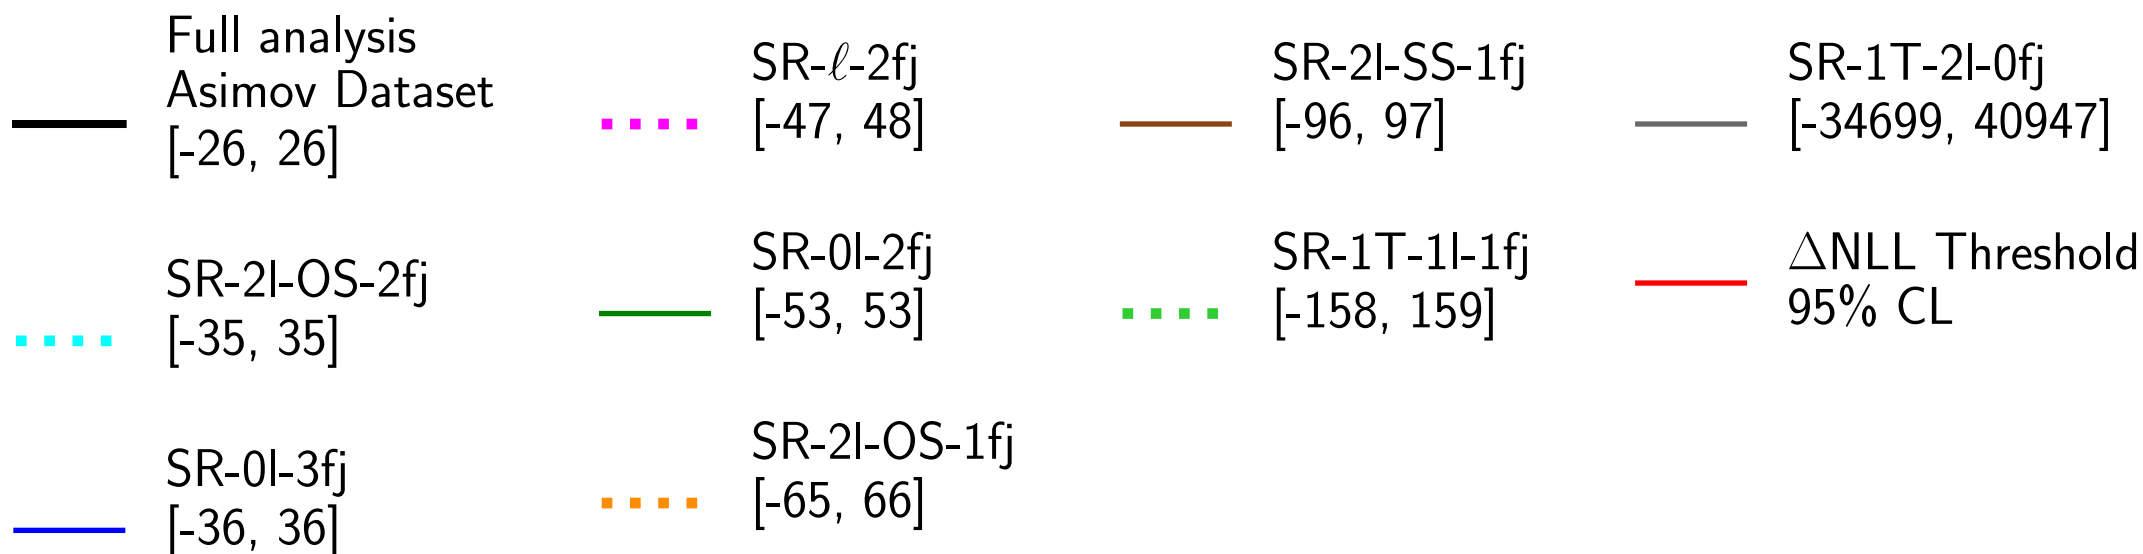 Full analysis
Asimov Dataset
[-26, 26]
SR-2l-OS-2fj
[-35, 35]
SR-0l-3fj
[-36, 36]
SR-ℓ-2fj
[-47, 48]
SR-0l-2fj
[-53, 53]
SR-2l-OS-1fj
[-65, 66]
SR-2l-SS-1fj
[-96, 97]
SR-1T-1l-1fj
[-158, 159]
SR-1T-2l-0fj
[-34699, 40947]
△NLL Threshold
95% CL